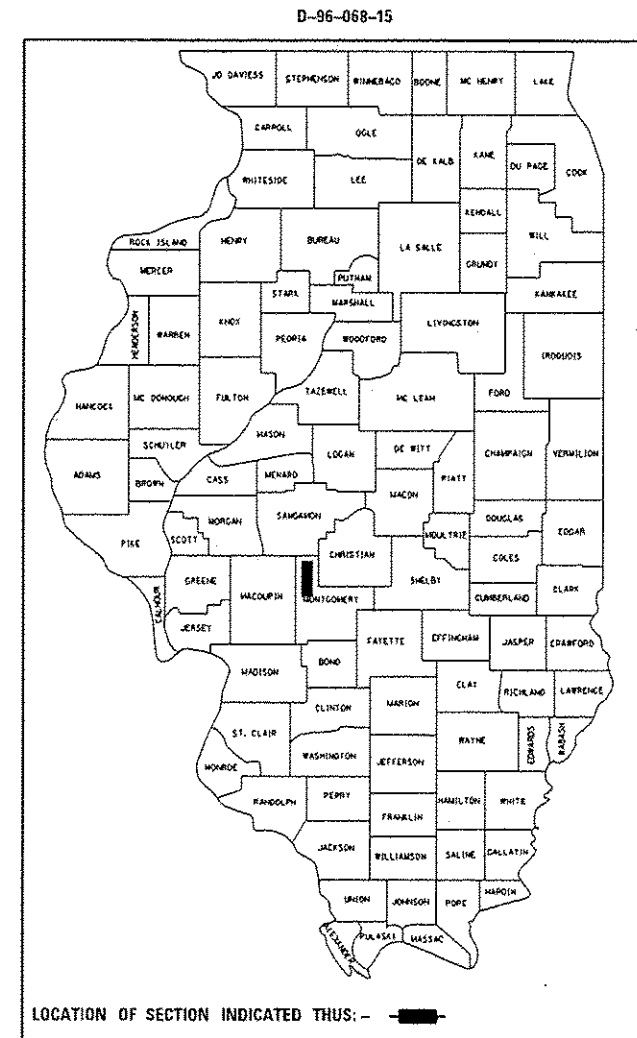 D-96-068-15
JO DAVIESS STEPHENSON WINNEBAGO BOONE MC HENRY LAKE
CARROLL OGLE DE KALB KANE DU PAGE COOK
WHITESIDE LEE KENDALL WILL
ROCK ISLAND HENRY BUREAU LA SALLE GRUNDY
MERCER PUTNAM KANKAKEE
STARK MARSHALL LIVINGSTON
HENDERSON WARREN KNOX PEORIA WOODFORD IROQUOIS
HANCOCK MC DONOUGH FULTON TAZEWELL MC LEAN FORD
SCHUYLER MASON LOGAN DE WITT CHAMPAIGN VERMILION
ADAMS BROWN CASS MENARD MACON PIATT
PIKE SCOTT MORGAN SANGAMON CHRISTIAN MOULTRIE DOUGLAS EDGAR
COLES
GREENE MACOUPIN MONTGOMERY SHELBY CUMBERLAND CLARK
CALHOUN JERSEY FAYETTE EFFINGHAM JASPER CRAWFORD
MADISON BOND CLAY RICHLAND LAWRENCE
CLINTON MARION
ST. CLAIR WASHINGTON JEFFERSON WAYNE EDWARDS WABASH
MONROE
RANDOLPH PERRY HAMILTON WHITE
FRANKLIN
JACKSON WILLIAMSON SALINE GALLATIN
UNION JOHNSON POPE HARDIN
ALEXANDER PULASKI MASSAC
LOCATION OF SECTION INDICATED THUS: -